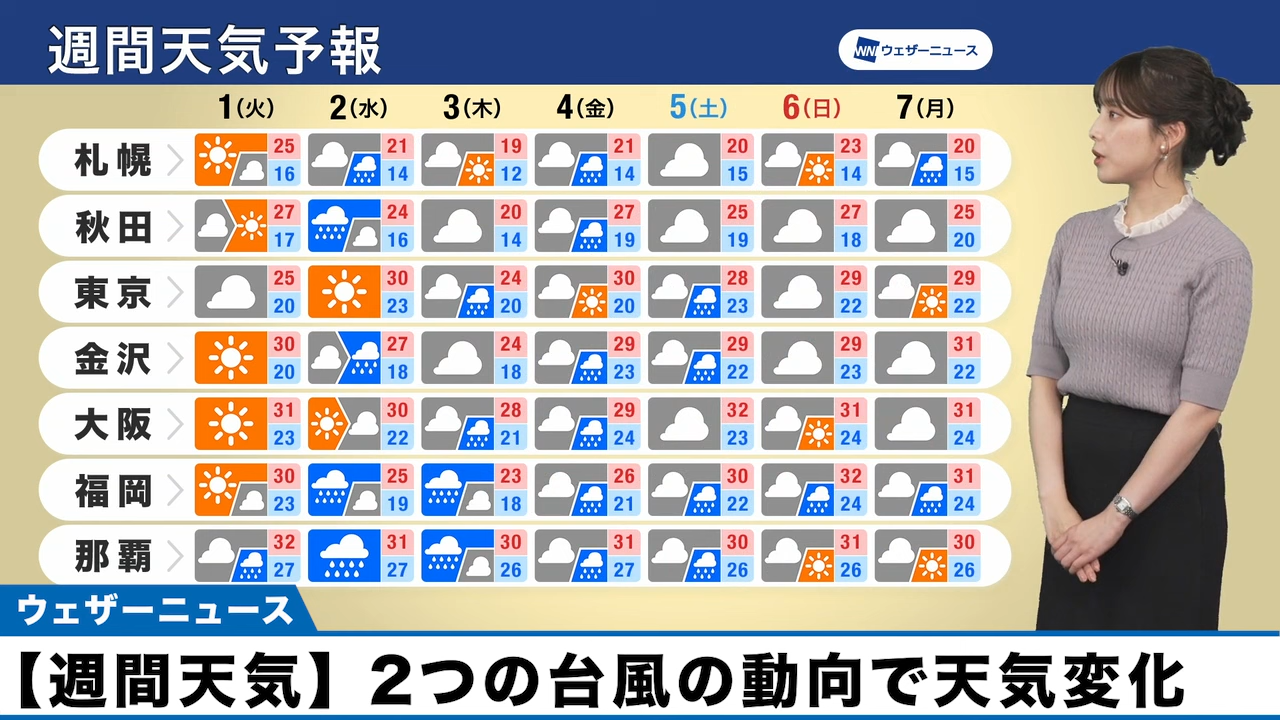 週間天気予報
WN ウェザーニュース
1(火) 2(水) 3(木) 4(金) 5(土) 6(日) 7(月)
札幌 25 16 21 14 19 12 21 14 20 15 23 14 20 15
秋田 27 17 24 16 20 14 27 19 25 19 27 18 25 20
東京 25 20 30 23 24 20 30 20 28 23 29 22 29 22
金沢 30 20 27 18 24 18 29 23 29 22 29 23 31 22
大阪 31 23 30 22 28 21 29 24 32 23 31 24 31 24
福岡 30 23 25 19 23 18 26 21 30 22 32 24 31 24
那覇 32 27 31 27 30 26 31 27 30 26 31 26 30 26
ウェザーニュース
【週間天気】2つの台風の動向で天気変化